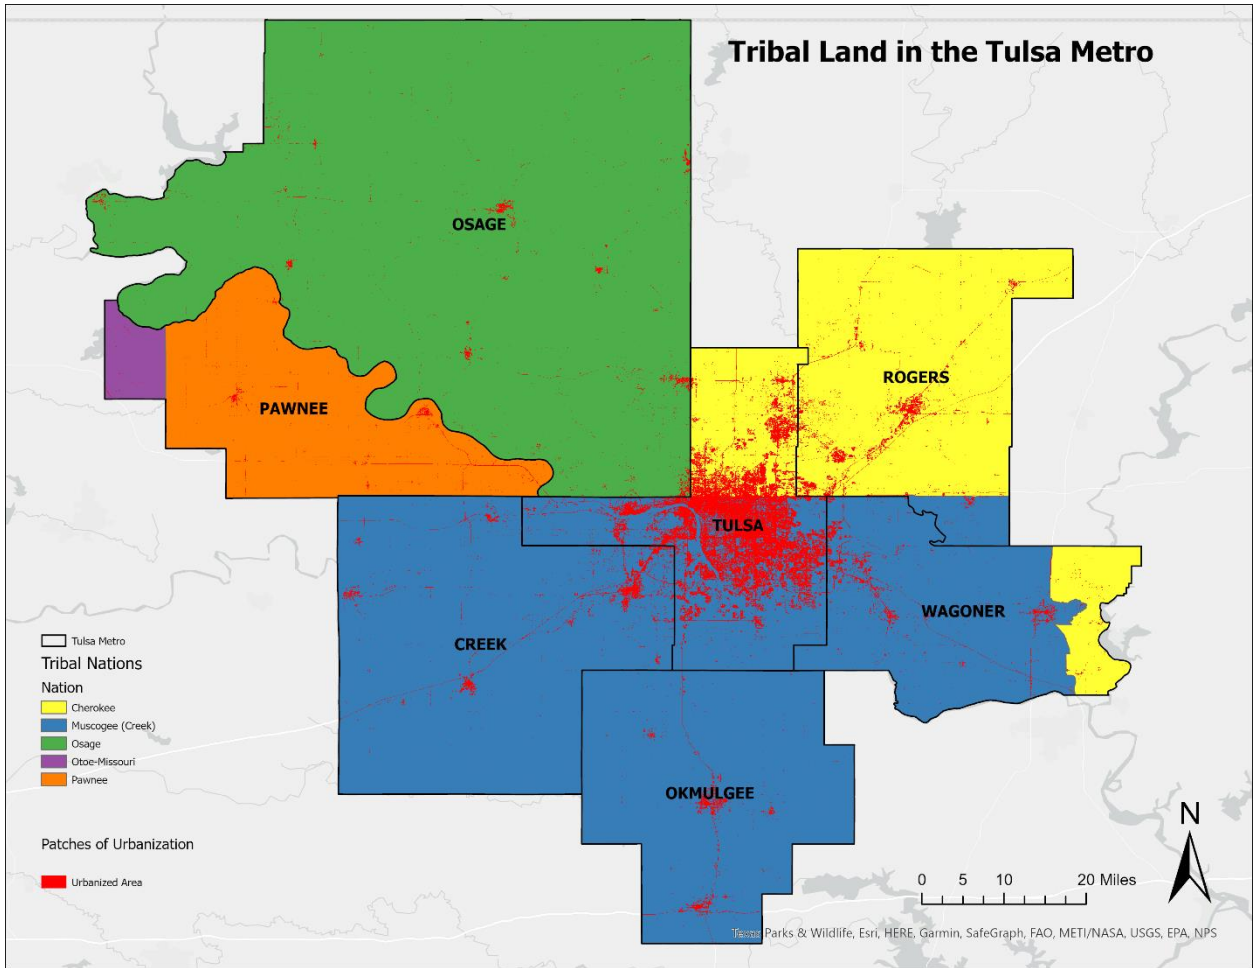 Tribal Land in the Tulsa Metro
OSAGE
ROGERS
PAWNEE
TULSA
WAGONER
CREEK
OKMULGEE
Tulsa Metro
Tribal Nations
Nation
Cherokee
Muscogee (Creek)
Osage
Otoe-Missouri
Pawnee
Patches of Urbanization
Urbanized Area
N
0 5 10 20 Miles
Texas Parks & Wildlife, Esri, HERE, Garmin, SafeGraph, FAO, METI/NASA, USGS, EPA, NPS